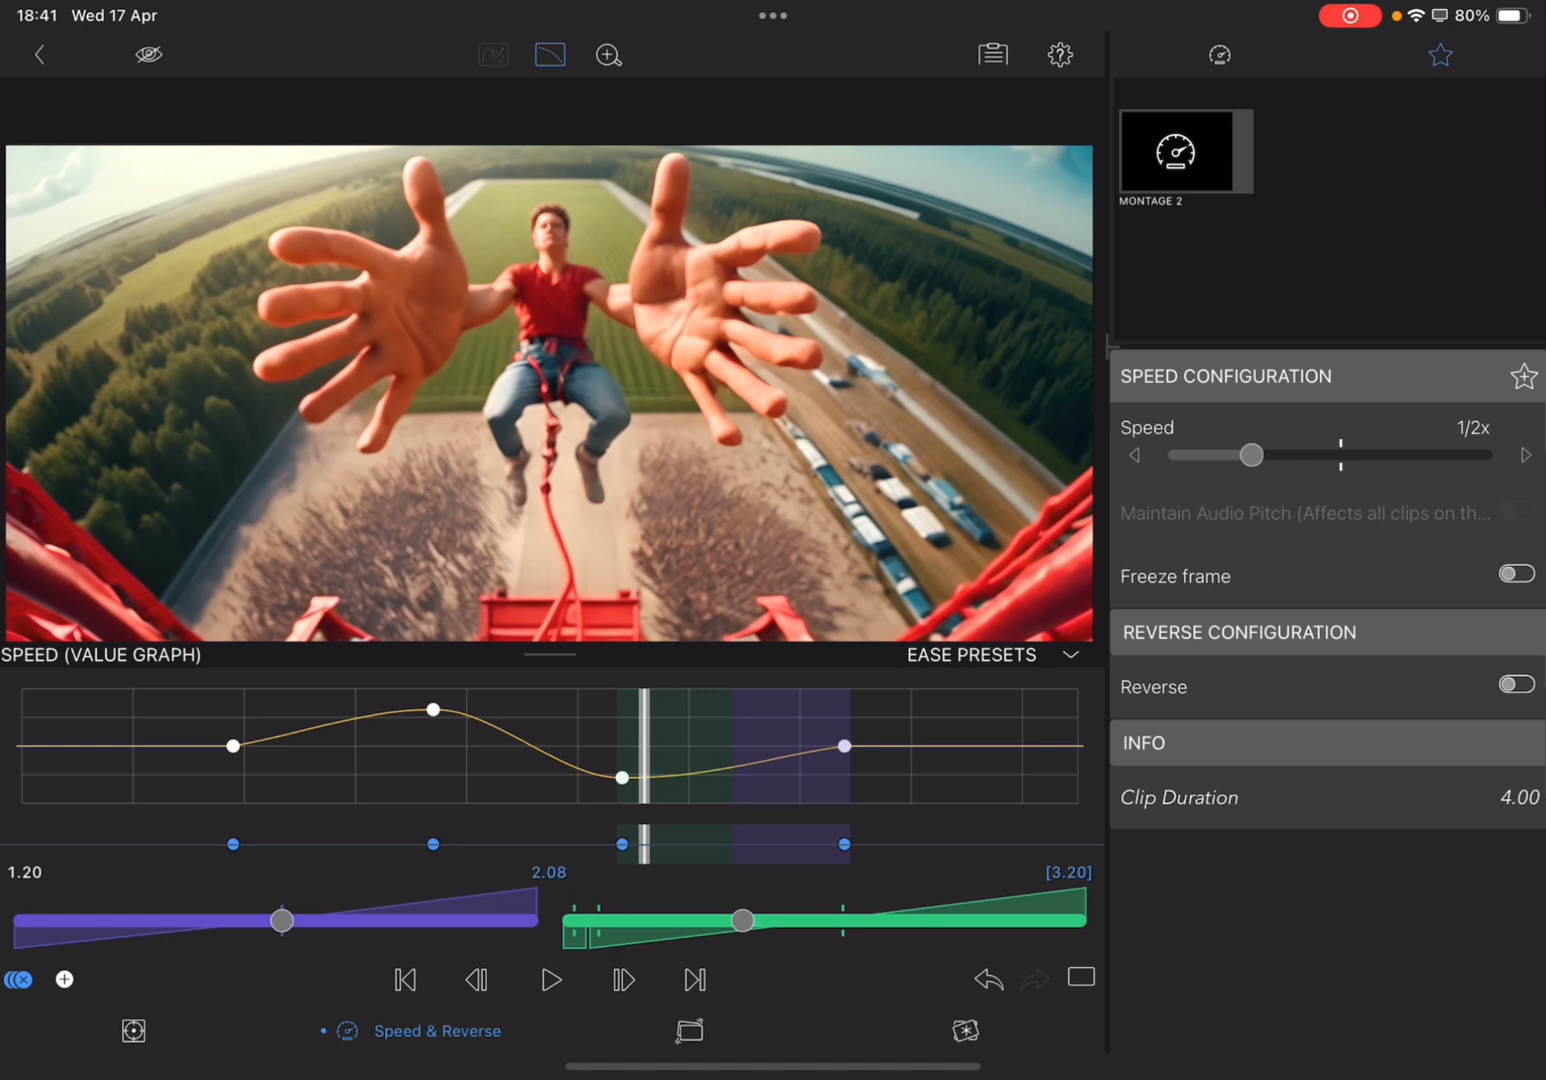 18:41 Wed 17 Apr
80%
MONTAGE 2
SPEED CONFIGURATION
Speed 1/2x
Maintain Audio Pitch (Affects all clips on th...
Freeze frame
REVERSE CONFIGURATION
Reverse
INFO
Clip Duration 4.00
SPEED (VALUE GRAPH) EASE PRESETS
1.20 2.08 [3.20]
Speed & Reverse